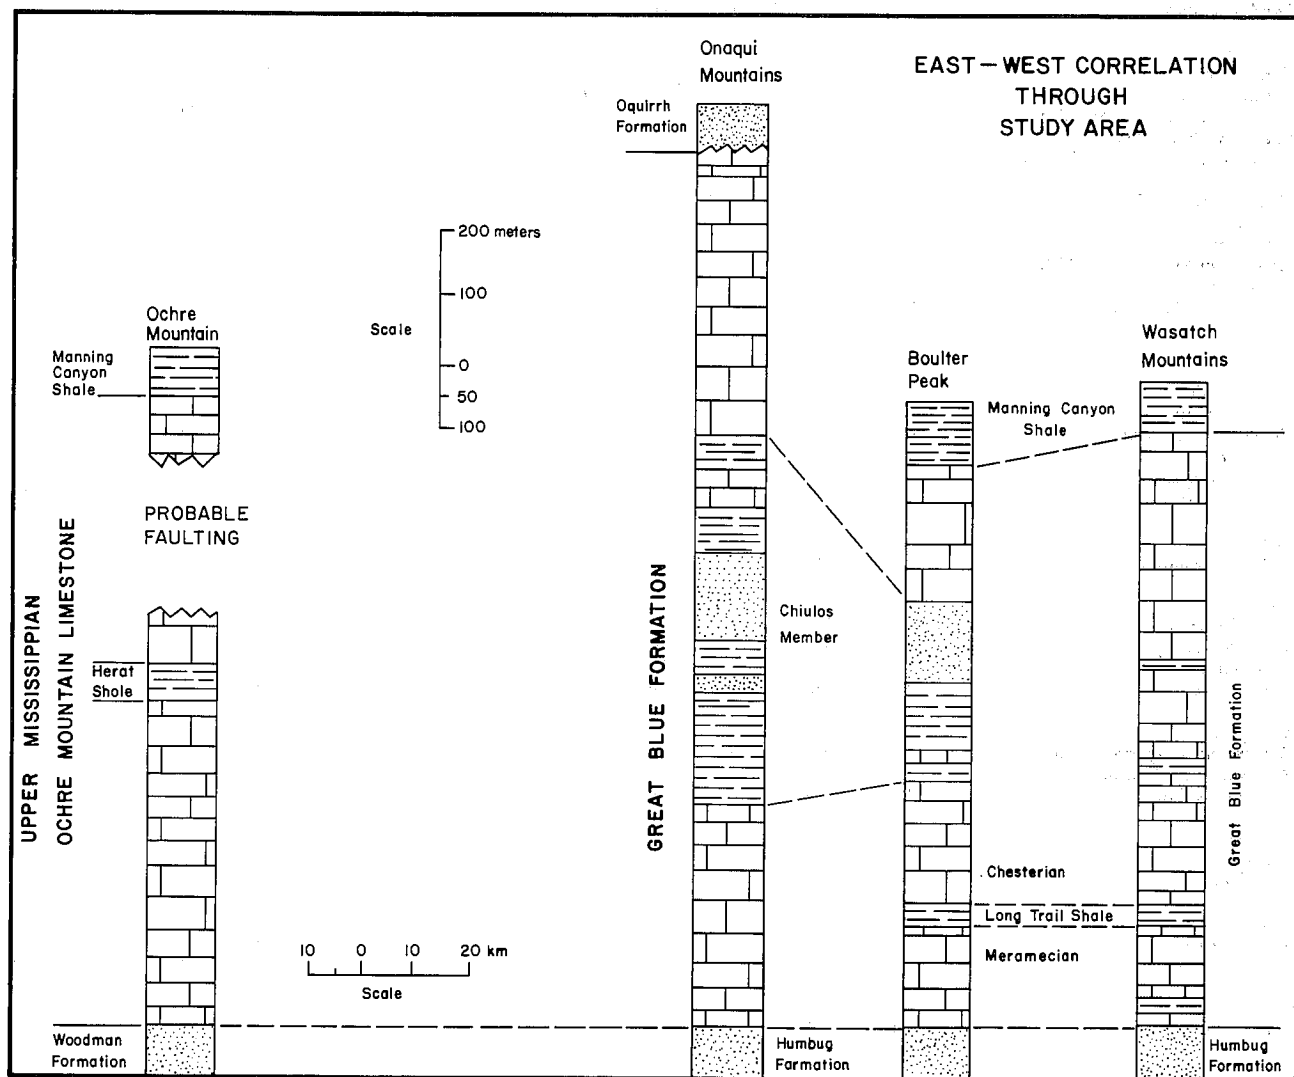 EAST-WEST CORRELATION
THROUGH
STUDY AREA
Onaqui
Mountains
Oquirrh
Formation
200 meters
100
Scale
0
50
100
Ochre
Mountain
Manning
Canyon
Shale
PROBABLE
FAULTING
UPPER MISSISSIPPIAN
OCHRE MOUNTAIN LIMESTONE
Herat
Shole
Woodman
Formation
10 0 10 20 km
Scale
GREAT BLUE FORMATION
Chiulos
Member
Humbug
Farmation
Boulter
Peak
Manning Canyon
Shale
Wasatch
Mountains
Chesterian
Long Trail Shale
Meramecian
Great Blue Formation
Humbug
Formation